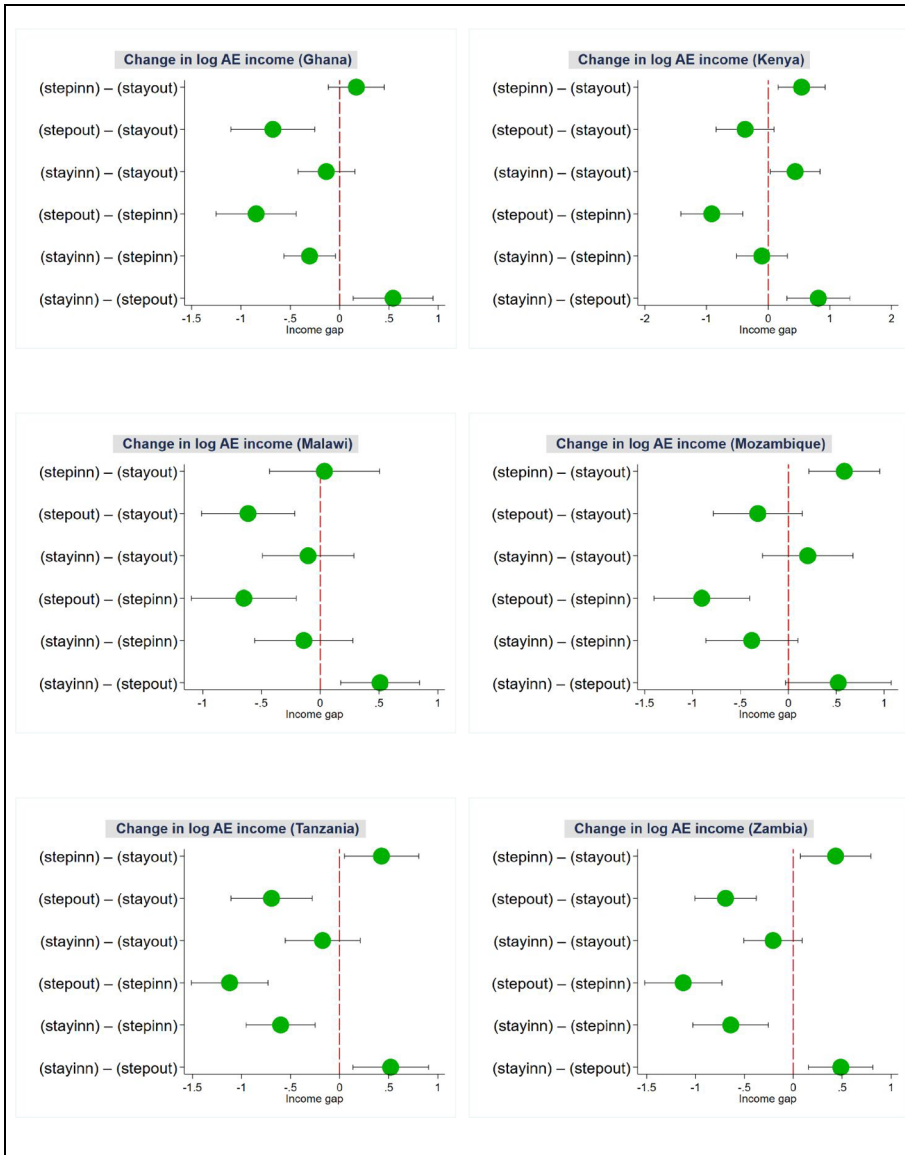 Change in log AE income (Ghana)
(stepinn) – (stayout)
(stepout) – (stayout)
(stayinn) – (stayout)
(stepout) – (stepinn)
(stayinn) – (stepinn)
(stayinn) – (stepout)
-1.5 -1 -.5 0 .5 1
Income gap
Change in log AE income (Kenya)
(stepinn) – (stayout)
(stepout) – (stayout)
(stayinn) – (stayout)
(stepout) – (stepinn)
(stayinn) – (stepinn)
(stayinn) – (stepout)
-2 -1 0 1 2
Income gap
Change in log AE income (Malawi)
(stepinn) – (stayout)
(stepout) – (stayout)
(stayinn) – (stayout)
(stepout) – (stepinn)
(stayinn) – (stepinn)
(stayinn) – (stepout)
-1 -.5 0 .5 1
Income gap
Change in log AE income (Mozambique)
(stepinn) – (stayout)
(stepout) – (stayout)
(stayinn) – (stayout)
(stepout) – (stepinn)
(stayinn) – (stepinn)
(stayinn) – (stepout)
-1.5 -1 -.5 0 .5 1
Income gap
Change in log AE income (Tanzania)
(stepinn) – (stayout)
(stepout) – (stayout)
(stayinn) – (stayout)
(stepout) – (stepinn)
(stayinn) – (stepinn)
(stayinn) – (stepout)
-1.5 -1 -.5 0 .5 1
Income gap
Change in log AE income (Zambia)
(stepinn) – (stayout)
(stepout) – (stayout)
(stayinn) – (stayout)
(stepout) – (stepinn)
(stayinn) – (stepinn)
(stayinn) – (stepout)
-1.5 -1 -.5 0 .5 1
Income gap